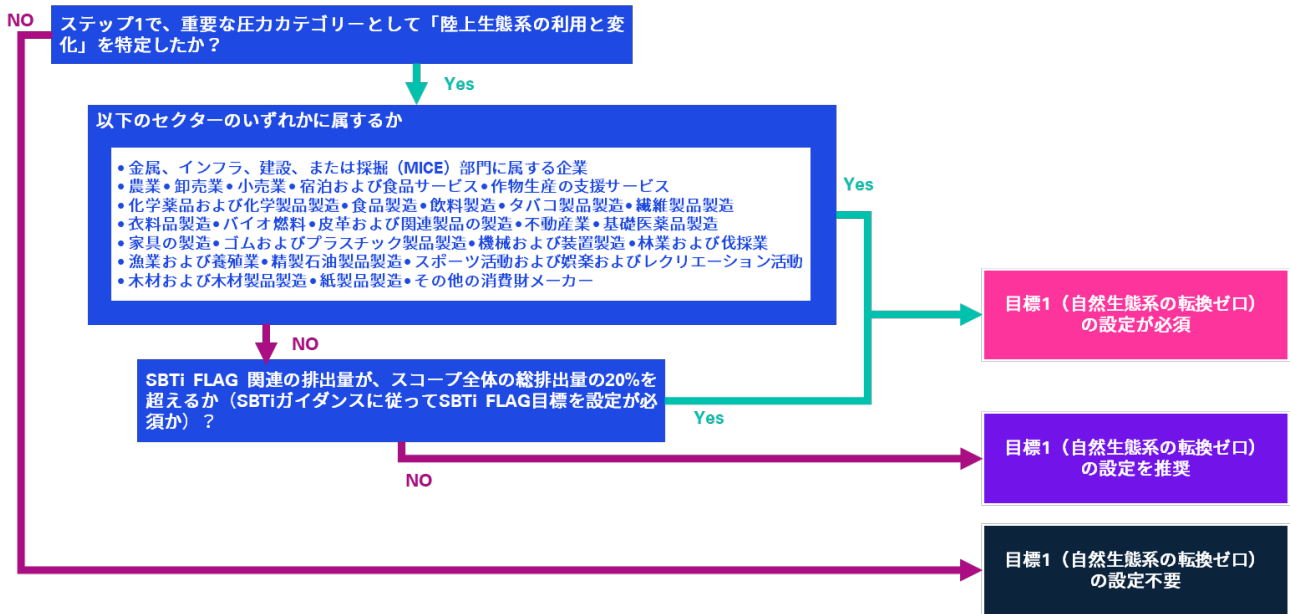 NO
ステップ1で、重要な圧力カテゴリーとして「陸上生態系の利用と変
化」を特定したか？
Yes
以下のセクターのいずれかに属するか
•金属、インフラ、建設、または採掘（MICE）部門に属する企業
•農業•卸売業•小売業•宿泊および食品サービス•作物生産の支援サービス
•化学薬品および化学製品製造•食品製造•飲料製造•タバコ製品製造•繊維製品製造
•衣料品製造•バイオ燃料•皮革および関連製品の製造•不動産業•基礎医薬品製造
•家具の製造•ゴムおよびプラスチック製品製造•機械および装置製造•林業および伐採業
•漁業および養殖業•精製石油製品製造•スポーツ活動および娯楽およびレクリエーション活動
•木材および木材製品製造•紙製品製造•その他の消費財メーカー
Yes
目標1（自然生態系の転換ゼロ）
の設定が必須
NO
SBTi FLAG 関連の排出量が、スコープ全体の総排出量の20%を
超えるか（SBTiガイダンスに従ってSBTi FLAG目標を設定が必
須か）？
Yes
NO
目標1（自然生態系の転換ゼロ）
の設定を推奨
目標1（自然生態系の転換ゼロ）
の設定不要